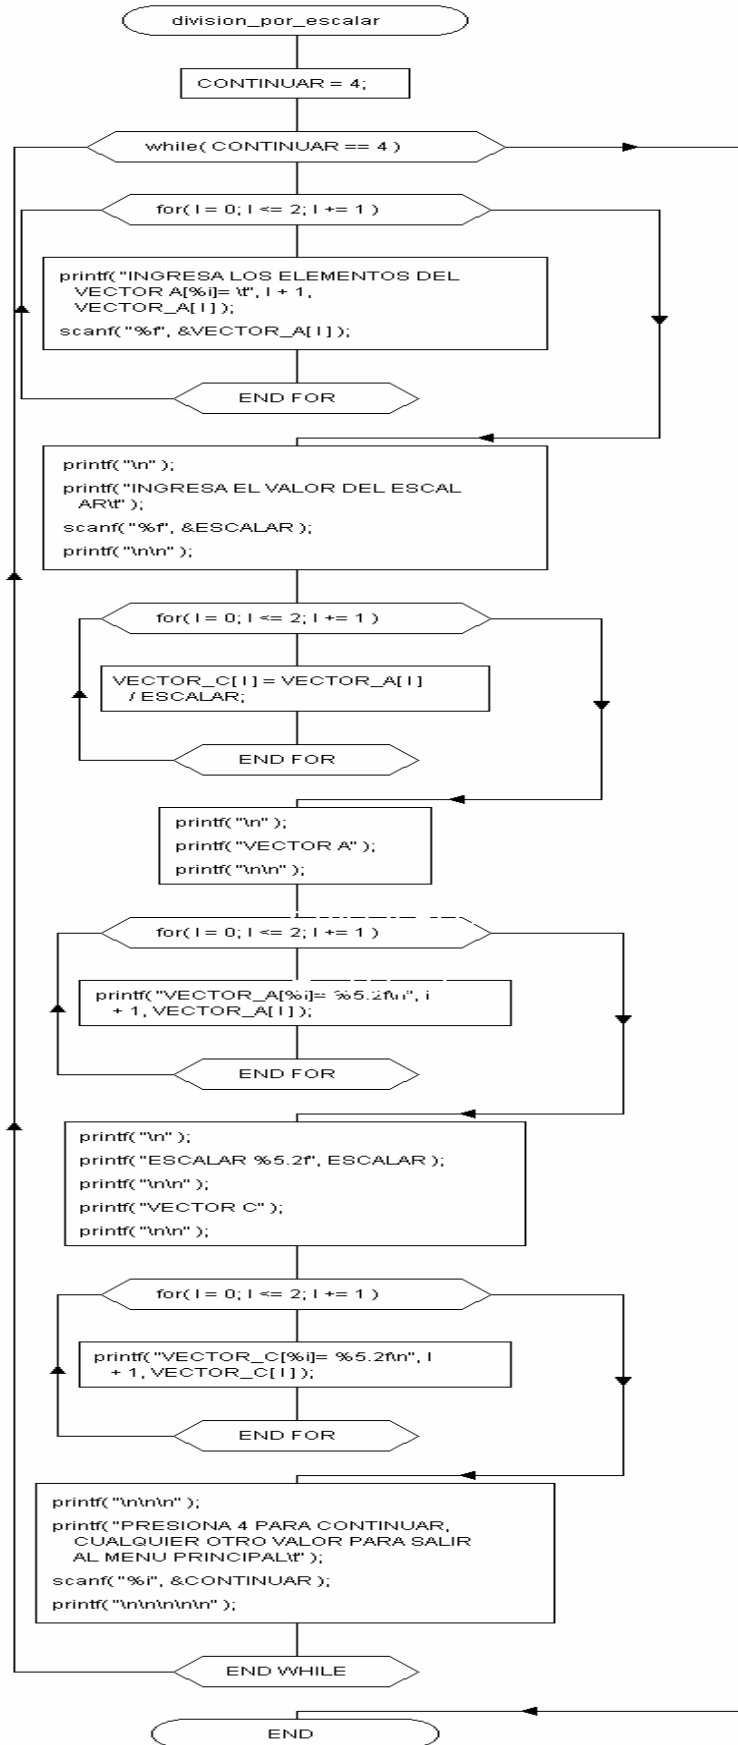 division_por_escalar
CONTINUAR = 4;
while( CONTINUAR == 4 )
for( I = 0; I <= 2; I += 1 )
printf( "INGRESA LOS ELEMENTOS DEL
VECTOR A[%i]= \t", I + 1,
VECTOR_A[ I ] );
scanf( "%f", &VECTOR_A[ I ] );
END FOR
printf( "\n" );
printf( "INGRESA EL VALOR DEL ESCAL
AR\t" );
scanf( "%f", &ESCALAR );
printf( "\n\n" );
for( I = 0; I <= 2; I += 1 )
VECTOR_C[ I ] = VECTOR_A[ I ]
/ ESCALAR;
END FOR
printf( "\n" );
printf( "VECTOR A" );
printf( "\n\n" );
for( I = 0; I <= 2; I += 1 )
printf( "VECTOR_A[%i]= %5.2f\n", i
+ 1, VECTOR_A[ I ] );
END FOR
printf( "\n" );
printf( "ESCALAR %5.2f", ESCALAR );
printf( "\n\n" );
printf( "VECTOR C" );
printf( "\n\n" );
for( I = 0; I <= 2; I += 1 )
printf( "VECTOR_C[%i]= %5.2f\n", I
+ 1, VECTOR_C[ I ] );
END FOR
printf( "\n\n\n" );
printf( "PRESIONA 4 PARA CONTINUAR,
CUALQUIER OTRO VALOR PARA SALIR
AL MENU PRINCIPAL\t" );
scanf( "%i", &CONTINUAR );
printf( "\n\n\n\n\n" );
END WHILE
END